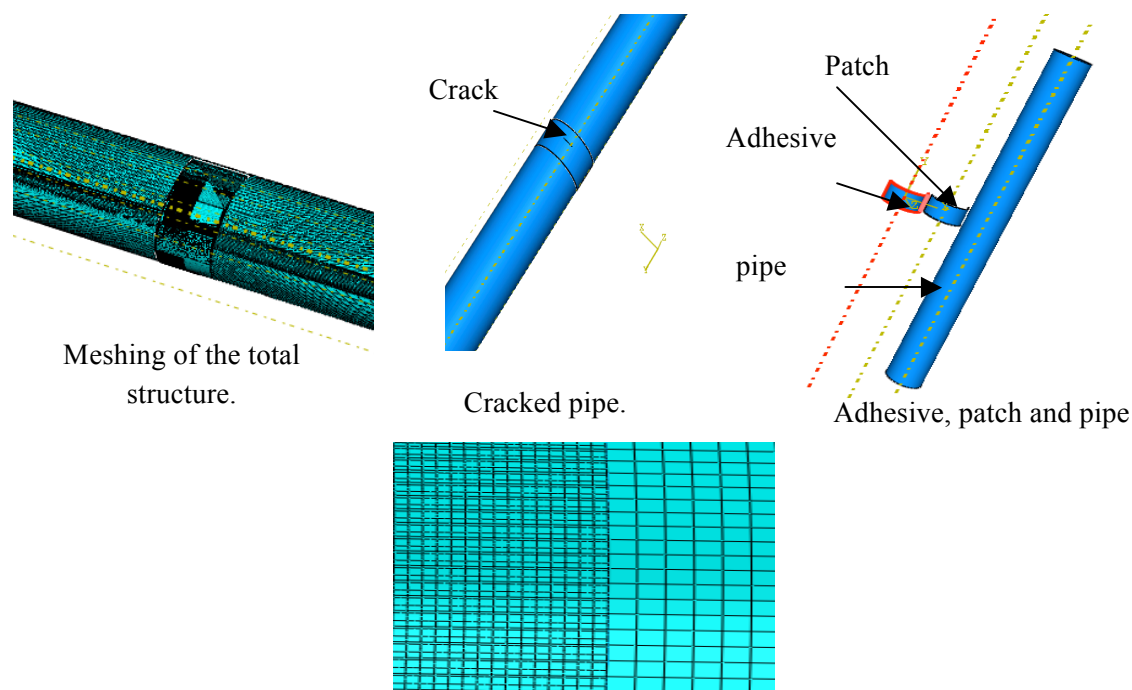 Crack
Patch
Adhesive
pipe
Meshing of the total
structure.
Cracked pipe.
Adhesive, patch and pipe